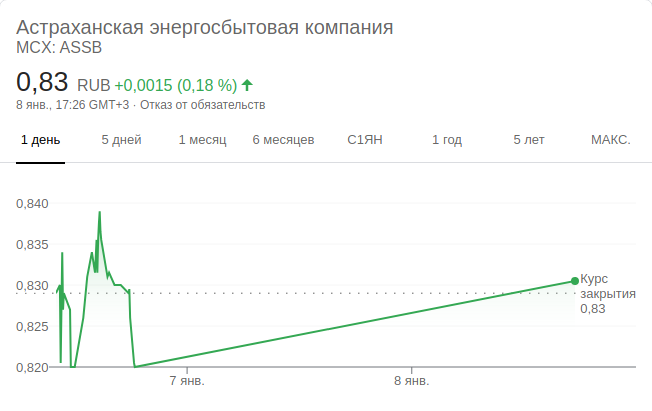 Астраханская энергосбытовая компания
MCX: ASSB
0,83 RUB +0,0015 (0,18 %)
8 янв., 17:26 GMT+3 · Отказ от обязательств
1 день 5 дней 1 месяц 6 месяцев С1ЯН 1 год 5 лет МАКС.
0,840
0,835
0,830
0,825
0,820
Курс
закрытия
0,83
7 янв. 8 янв.